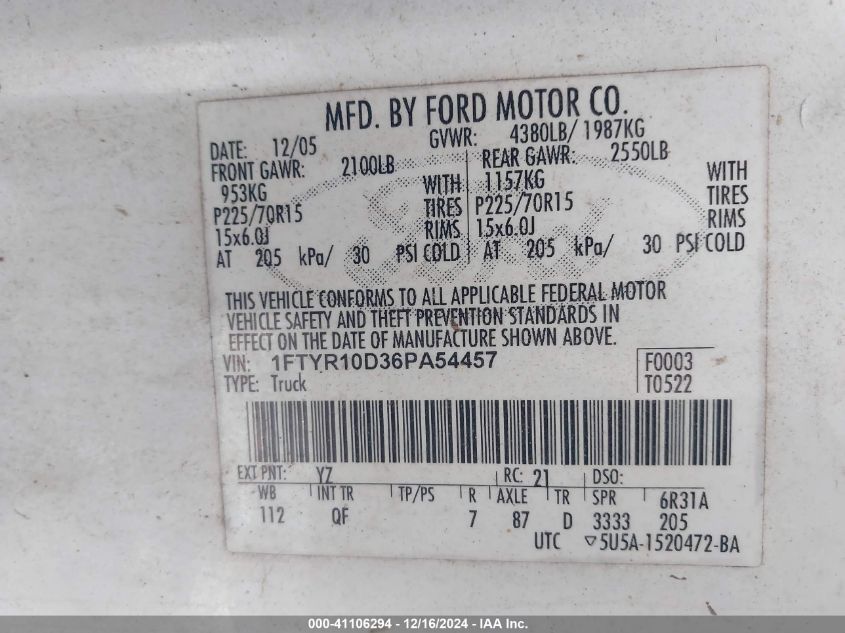 MFD. BY FORD MOTOR CO.
DATE: 12/05 GVWR: 4380LB/ 1987KG
FRONT GAWR: 2100LB REAR GAWR: 2550LB
953KG WITH 1157KG WITH
P225/70R15 TIRES P225/70R15 TIRES
15x6.0J RIMS 15x6.0J RIMS
AT 205 kPa/ 30 PSI COLD AT 205 kPa/ 30 PSI COLD
THIS VEHICLE CONFORMS TO ALL APPLICABLE FEDERAL MOTOR
VEHICLE SAFETY AND THEFT PREVENTION STANDARDS IN
EFFECT ON THE DATE OF MANUFACTURE SHOWN ABOVE.
VIN: 1FTYR10D36PA54457 F0003
TYPE: Truck T0522
EXT PNT: YZ RC: 21 DSO:
WB INT TR TP/PS R AXLE TR SPR 6R31A
112 QF 7 87 D 3333 205
UTC ▽5U5A-1520472-BA
Ford
000-41106294 - 12/16/2024 - IAA Inc.